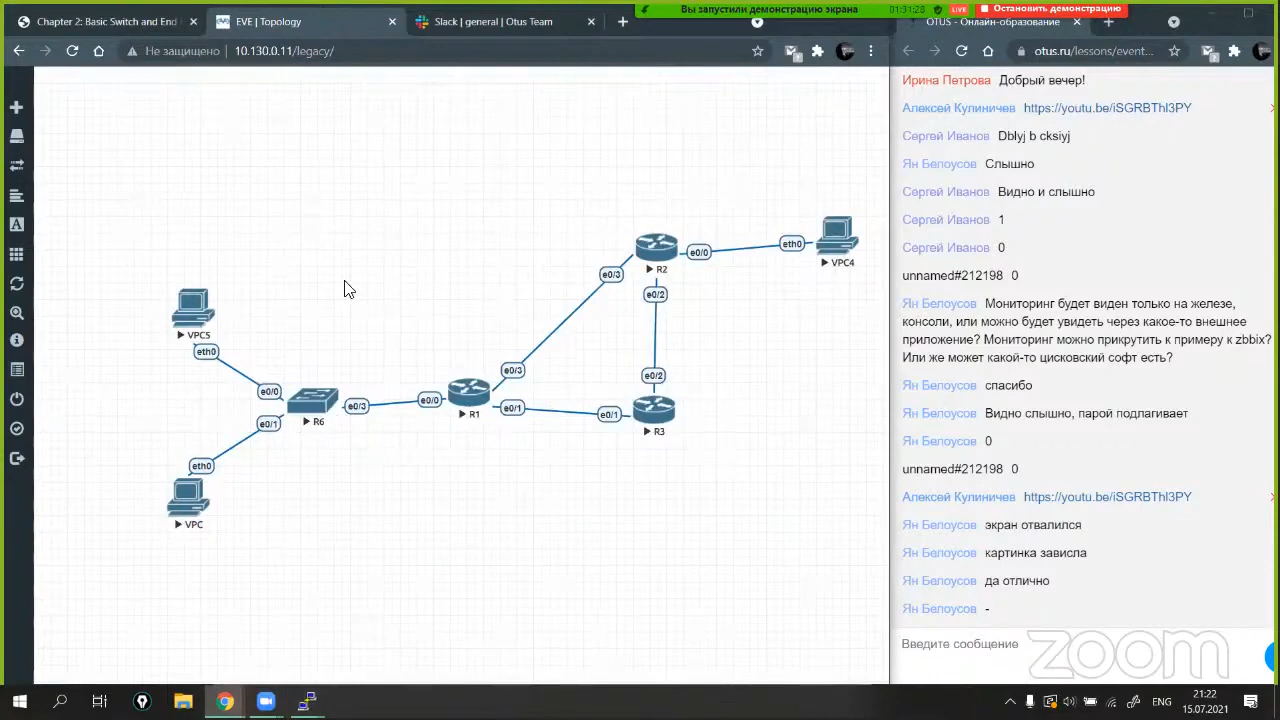 Вы запустили демонстрацию экрана
01:31:28
LIVE
Остановить демонстрацию
Chapter 2: Basic Switch and End
EVE | Topology
Slack | general | Otus Team
OTUS - Онлайн-образование
Не защищено
10.130.0.11/legacy/
otus.ru/lessons/event...
VPC5
eth0
e0/0
e0/1
eth0
VPC
R6
e0/3
e0/0
R1
e0/3
e0/1
e0/3
R2
e0/0
eth0
VPC4
e0/2
e0/2
e0/1
R3
Ирина Петрова Добрый вечер!
Алексей Кулиничев https://youtu.be/iSGRBThI3PY
Сергей Иванов Dblyj b cksiyj
Ян Белоусов Слышно
Сергей Иванов Видно и слышно
Сергей Иванов 1
Сергей Иванов 0
unnamed#212198 0
Ян Белоусов Мониторинг будет виден только на железе,
консоли, или можно будет увидеть через какое-то внешнее
приложение? Мониторинг можно прикрутить к примеру к zbbix?
Или же может какой-то цисковский софт есть?
Ян Белоусов спасибо
Ян Белоусов Видно слышно, парой подлагивает
Ян Белоусов 0
unnamed#212198 0
Алексей Кулиничев https://youtu.be/iSGRBThI3PY
Ян Белоусов экран отвалился
Ян Белоусов картинка зависла
Ян Белоусов да отлично
Ян Белоусов -
Введите сообщение
zoom
ENG
21:22
15.07.2021